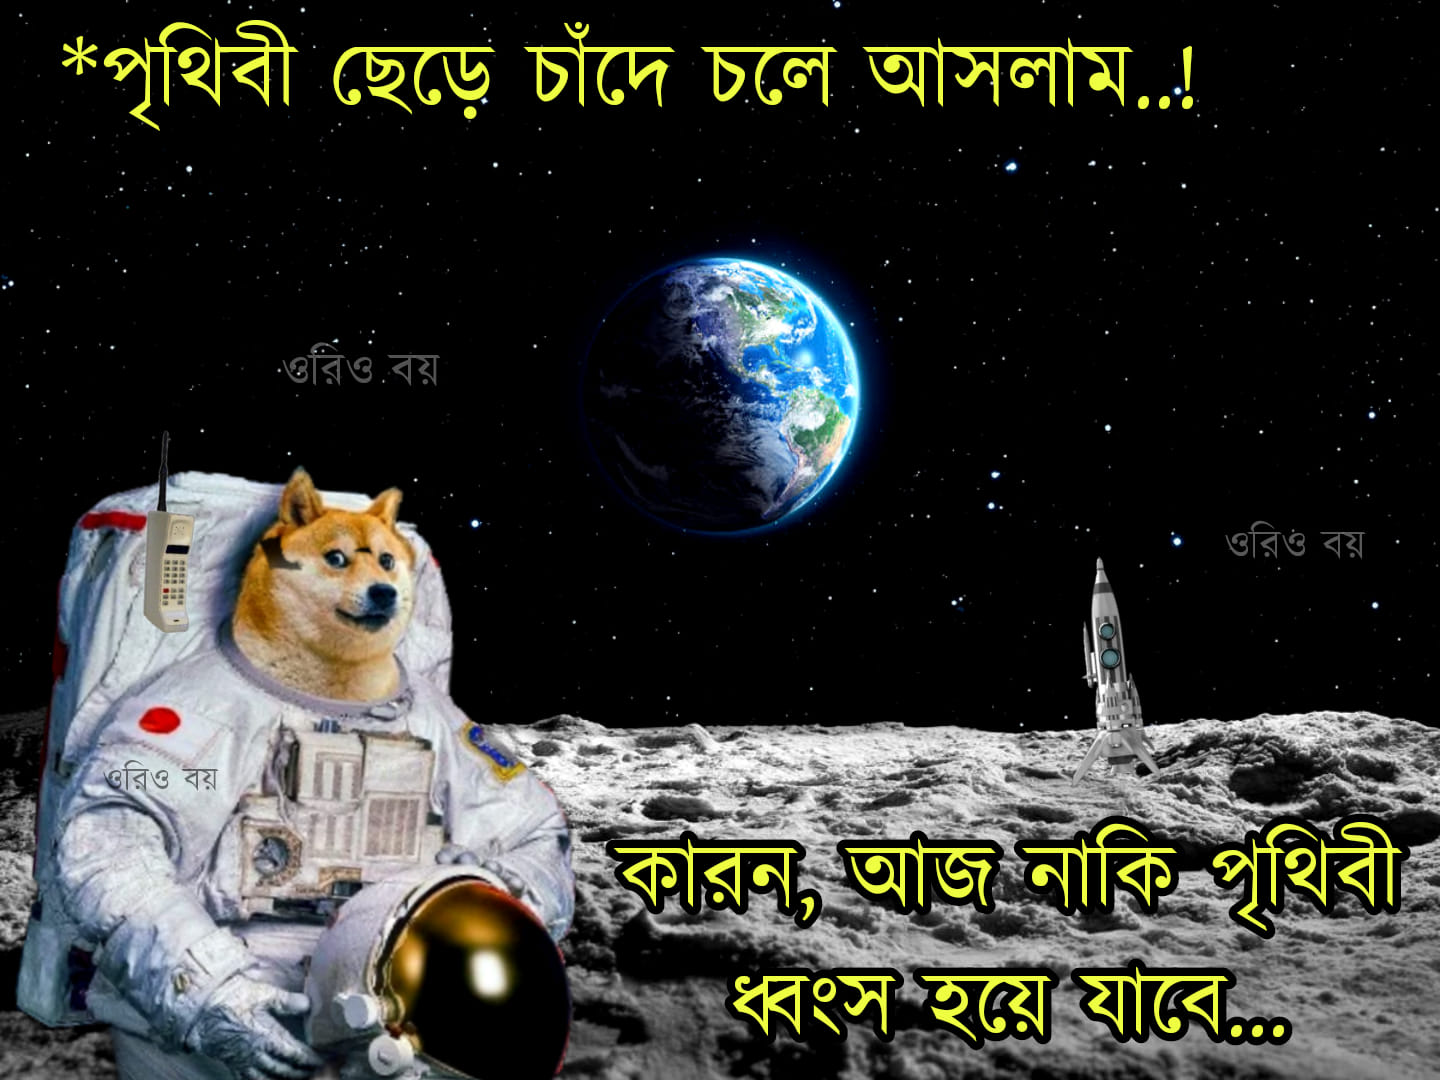 *পৃথিবী ছেড়ে চাঁদে চলে আসলাম..!
ওরিও বয়
ওরিও বয়
ওরিও বয়
কারন, আজ নাকি পৃথিবী
ধ্বংস হয়ে যাবে...